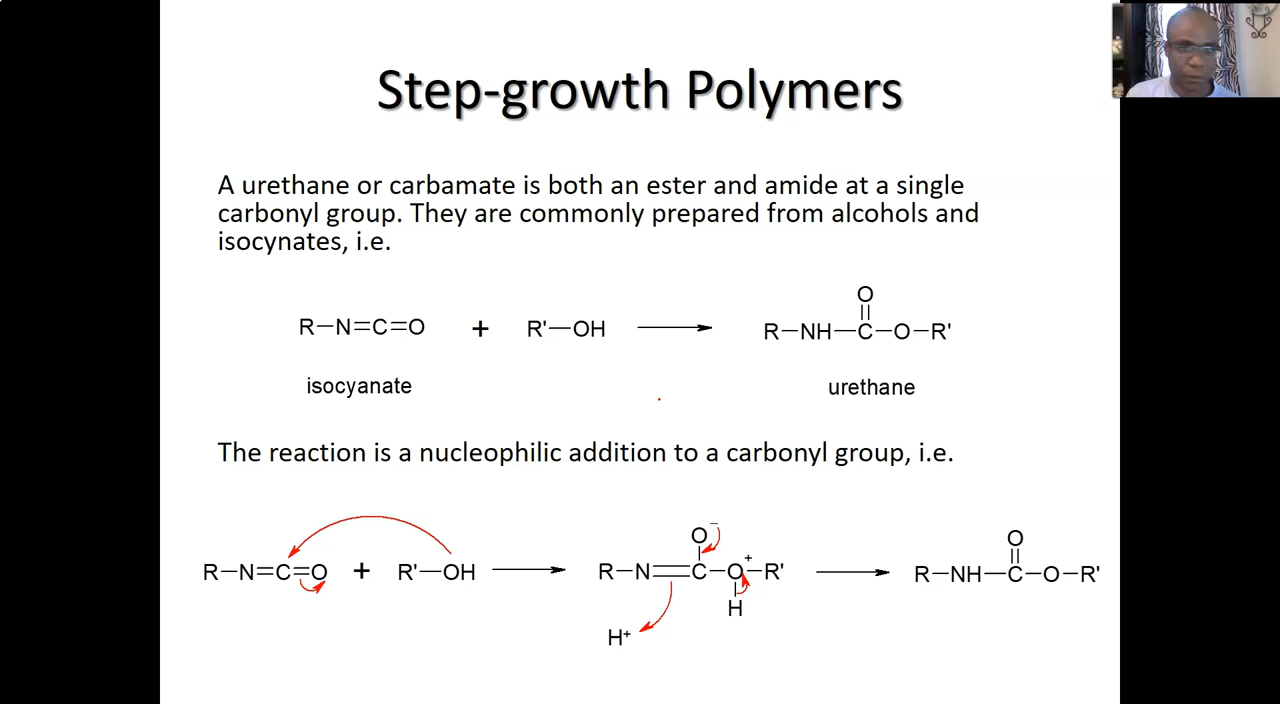 Step-growth Polymers
A urethane or carbamate is both an ester and amide at a single
carbonyl group. They are commonly prepared from alcohols and
isocynates, i.e.
O
R—N=C=O + R'—OH R—NH—C—O—R'
isocyanate urethane
The reaction is a nucleophilic addition to a carbonyl group, i.e.
O⁻ O
R—N=C=O + R'—OH R—N=C—O⁺—R' R—NH—C—O—R'
H
H⁺